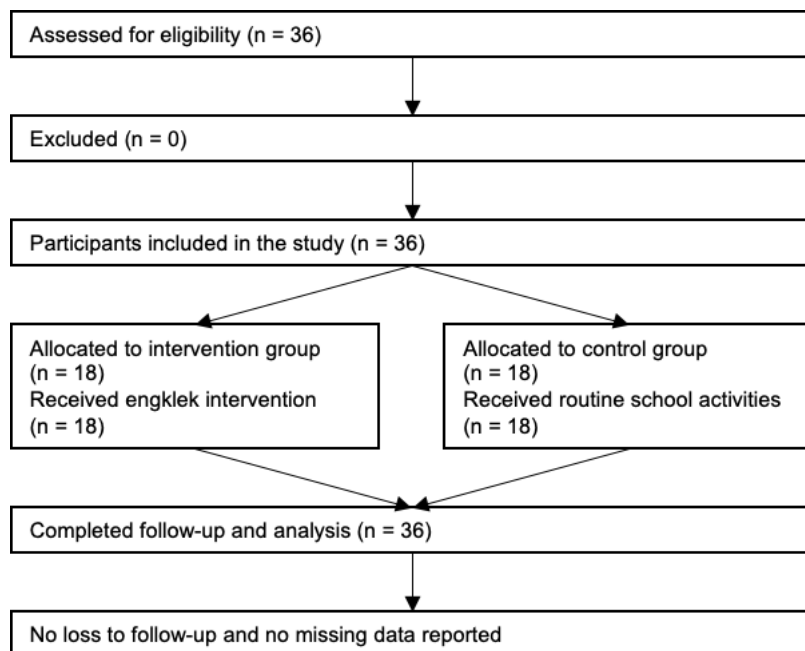 Assessed for eligibility (n = 36)
Excluded (n = 0)
Participants included in the study (n = 36)
Allocated to intervention group
(n = 18)
Received engklek intervention
(n = 18)
Allocated to control group
(n = 18)
Received routine school activities
(n = 18)
Completed follow-up and analysis (n = 36)
No loss to follow-up and no missing data reported